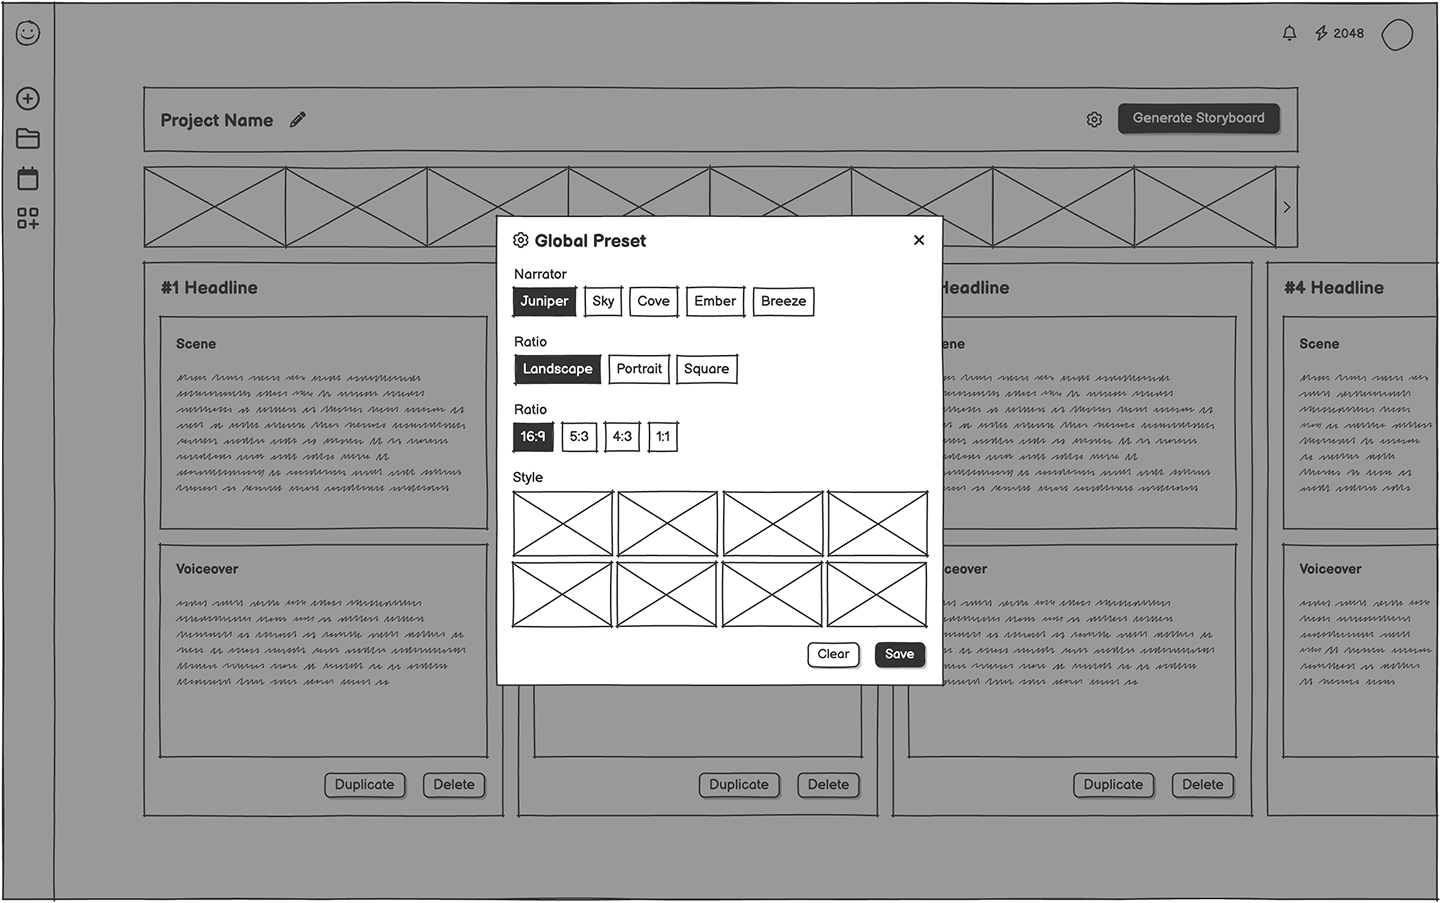 2048
Project Name
Generate Storyboard
Global Preset
Narrator
Juniper Sky Cove Ember Breeze
Ratio
Landscape Portrait Square
Ratio
16:9 5:3 4:3 1:1
Style
Clear Save
#1 Headline
Scene
Voiceover
Duplicate Delete
Duplicate Delete
Headline
Duplicate Delete
#4 Headline
Scene
Voiceover